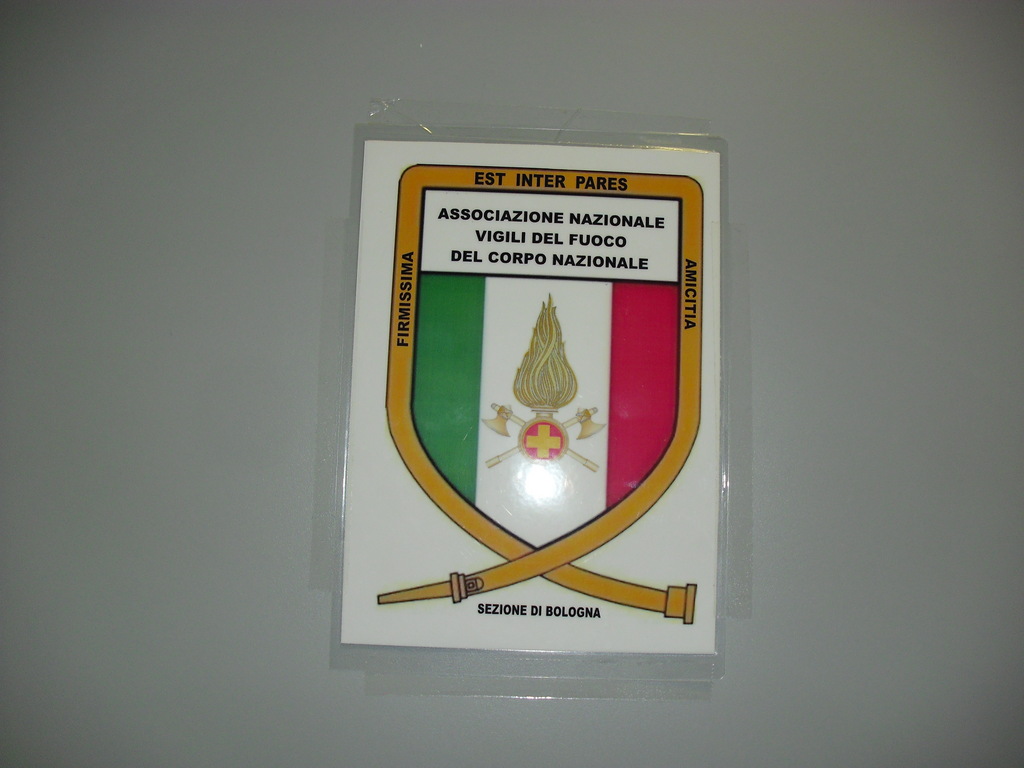 FIRMISSIMA
EST INTER PARES
AMICITIA
ASSOCIAZIONE NAZIONALE
VIGILI DEL FUOCO
DEL CORPO NAZIONALE
SEZIONE DI BOLOGNA